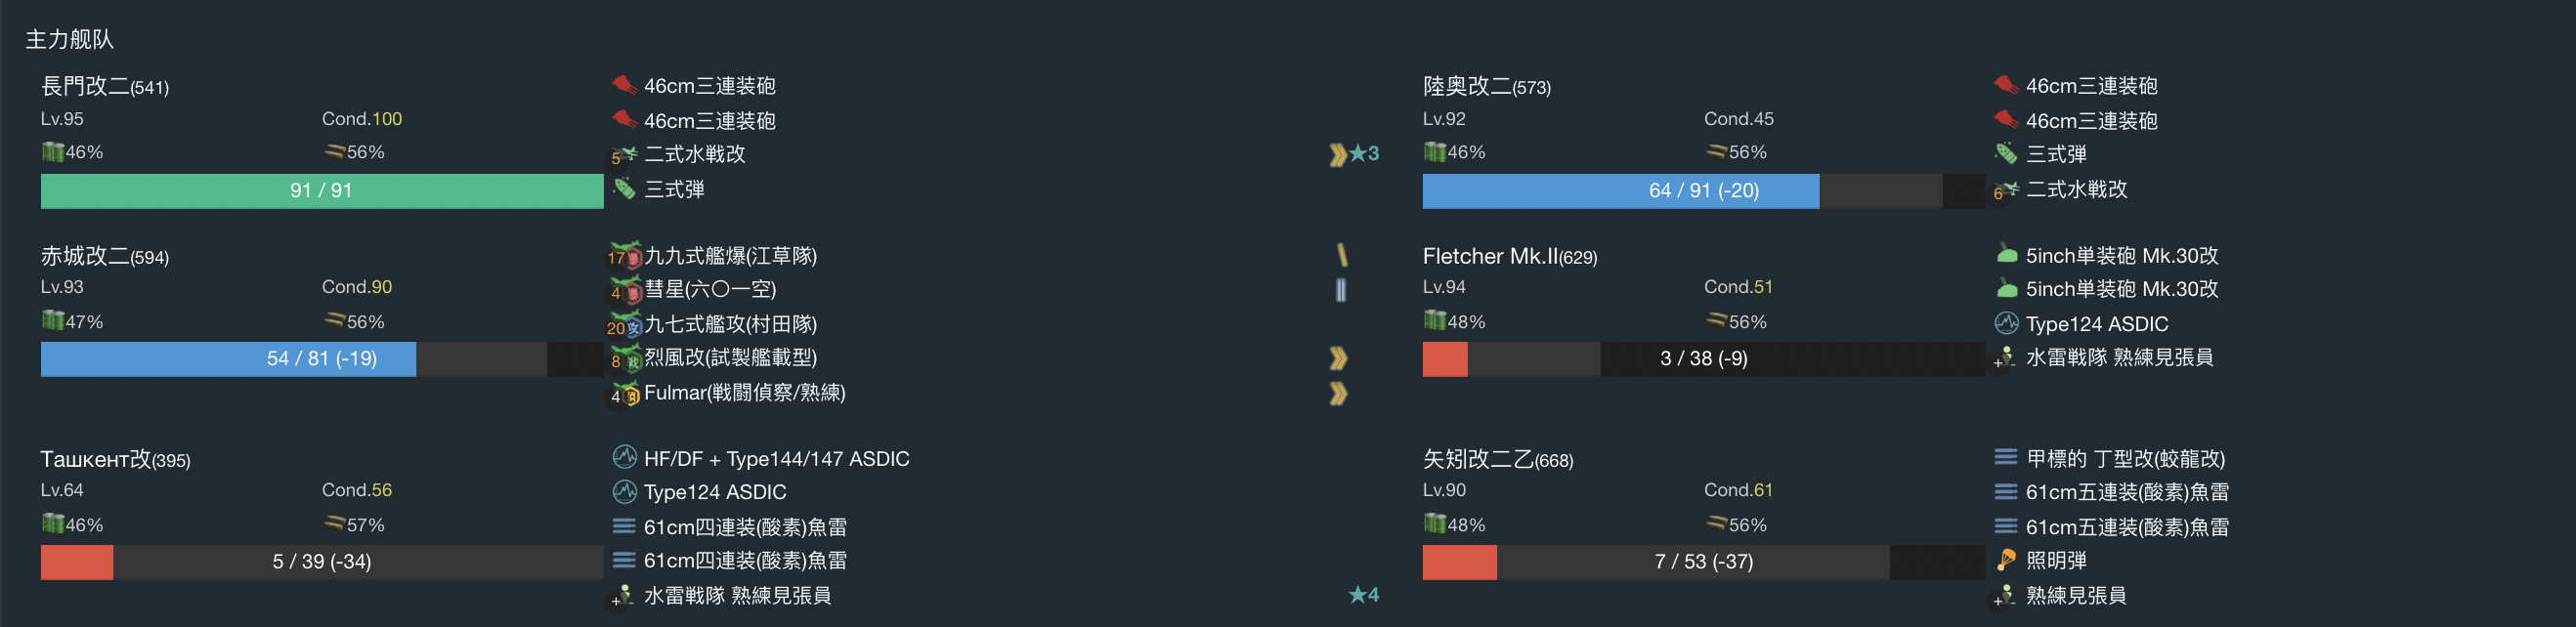 主力舰队
長門改二(541)
Lv.95 Cond.100
46% 56%
91 / 91
46cm三連装砲
46cm三連装砲
5 二式水戦改 ★3
三式弾
陸奥改二(573)
Lv.92 Cond.45
46% 56%
64 / 91 (-20)
46cm三連装砲
46cm三連装砲
三式弾
6 二式水戦改
赤城改二(594)
Lv.93 Cond.90
47% 56%
54 / 81 (-19)
17 九九式艦爆(江草隊)
4 彗星(六〇一空)
20 九七式艦攻(村田隊)
8 烈風改(試製艦載型)
4 Fulmar(戦闘偵察/熟練)
Fletcher Mk.II(629)
Lv.94 Cond.51
48% 56%
3 / 38 (-9)
5inch単装砲 Mk.30改
5inch単装砲 Mk.30改
Type124 ASDIC
+ 水雷戦隊 熟練見張員
Ташкент改(395)
Lv.64 Cond.56
46% 57%
5 / 39 (-34)
HF/DF + Type144/147 ASDIC
Type124 ASDIC
61cm四連装(酸素)魚雷
61cm四連装(酸素)魚雷
+ 水雷戦隊 熟練見張員 ★4
矢矧改二乙(668)
Lv.90 Cond.61
48% 56%
7 / 53 (-37)
甲標的 丁型改(蛟龍改)
61cm五連装(酸素)魚雷
61cm五連装(酸素)魚雷
照明弾
+ 熟練見張員